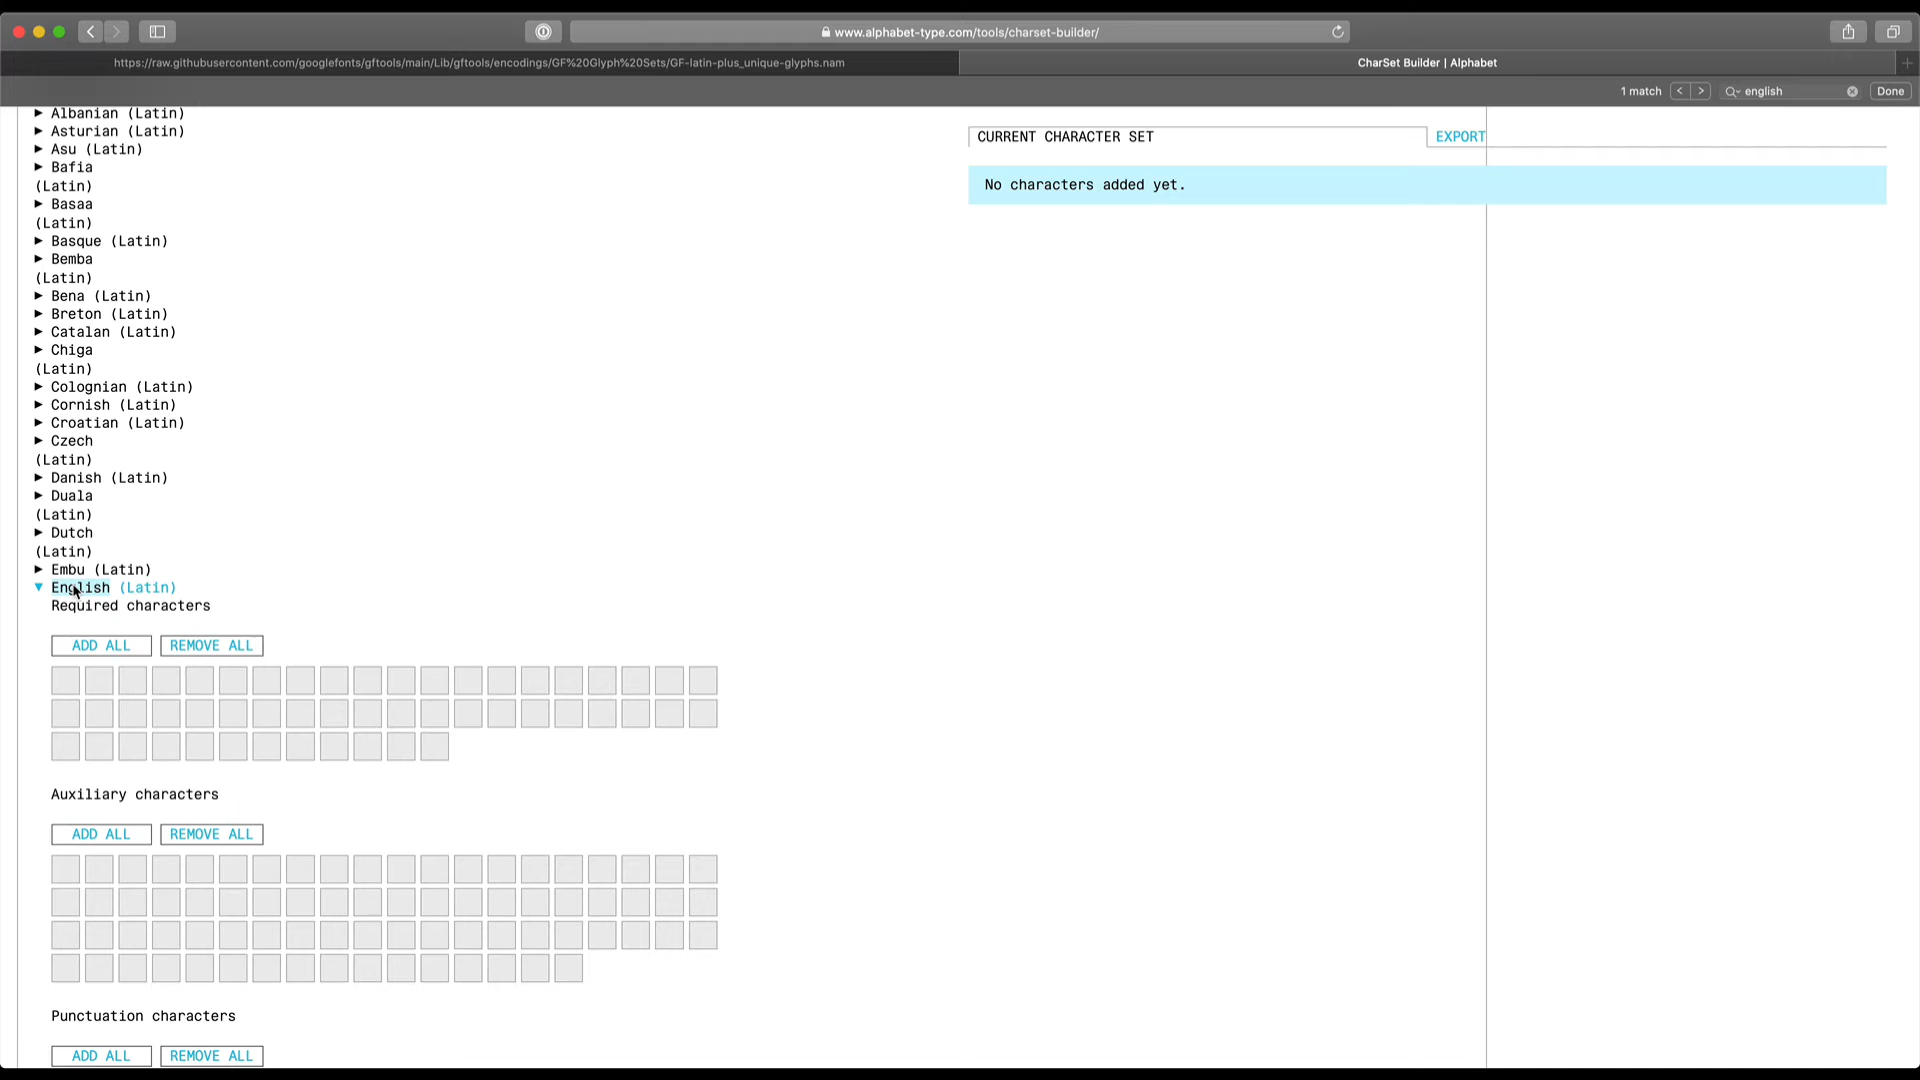 www.alphabet-type.com/tools/charset-builder/
https://raw.githubusercontent.com/googlefonts/gftools/main/Lib/gftools/encodings/GF%20Glyph%20Sets/GF-latin-plus_unique-glyphs.nam
CharSet Builder | Alphabet
1 match
english
Done
Albanian (Latin)
Asturian (Latin)
Asu (Latin)
Bafia
(Latin)
Basaa
(Latin)
Basque (Latin)
Bemba
(Latin)
Bena (Latin)
Breton (Latin)
Catalan (Latin)
Chiga
(Latin)
Colognian (Latin)
Cornish (Latin)
Croatian (Latin)
Czech
(Latin)
Danish (Latin)
Duala
(Latin)
Dutch
(Latin)
Embu (Latin)
English (Latin)
Required characters
ADD ALL REMOVE ALL
Auxiliary characters
ADD ALL REMOVE ALL
Punctuation characters
ADD ALL REMOVE ALL
CURRENT CHARACTER SET
EXPORT
No characters added yet.